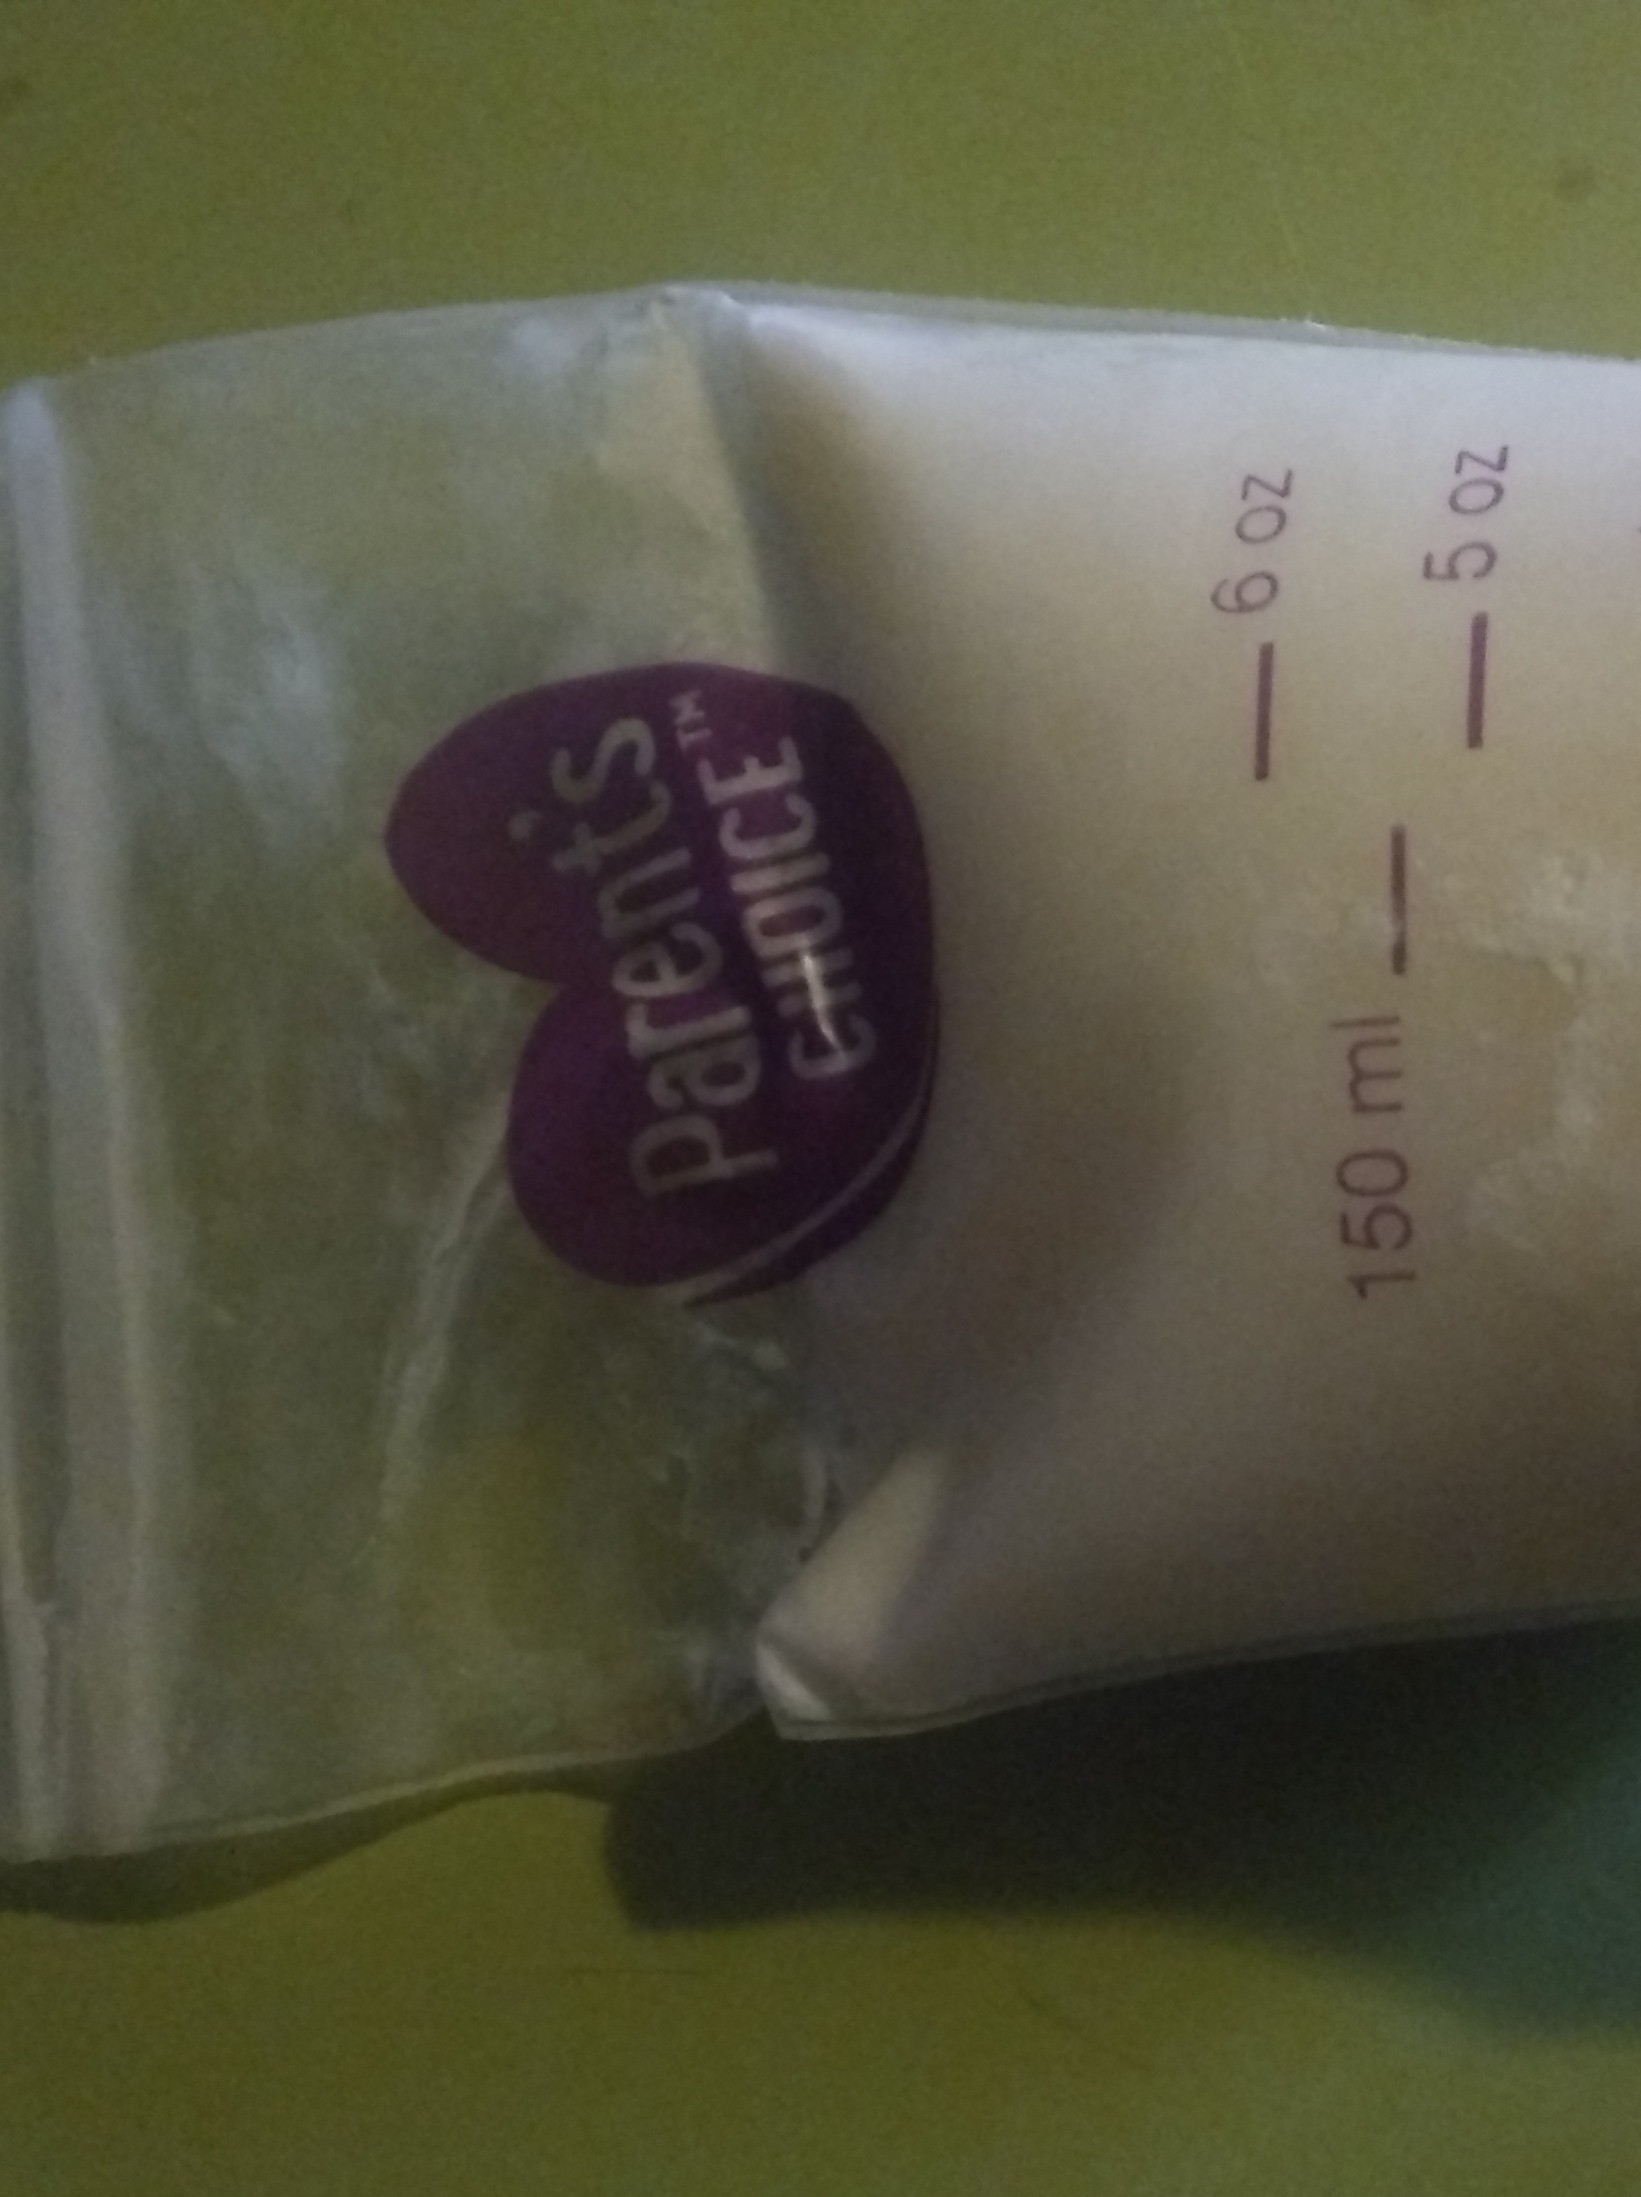 Parent's
CHOICE™
6 oz
150 ml
5 oz